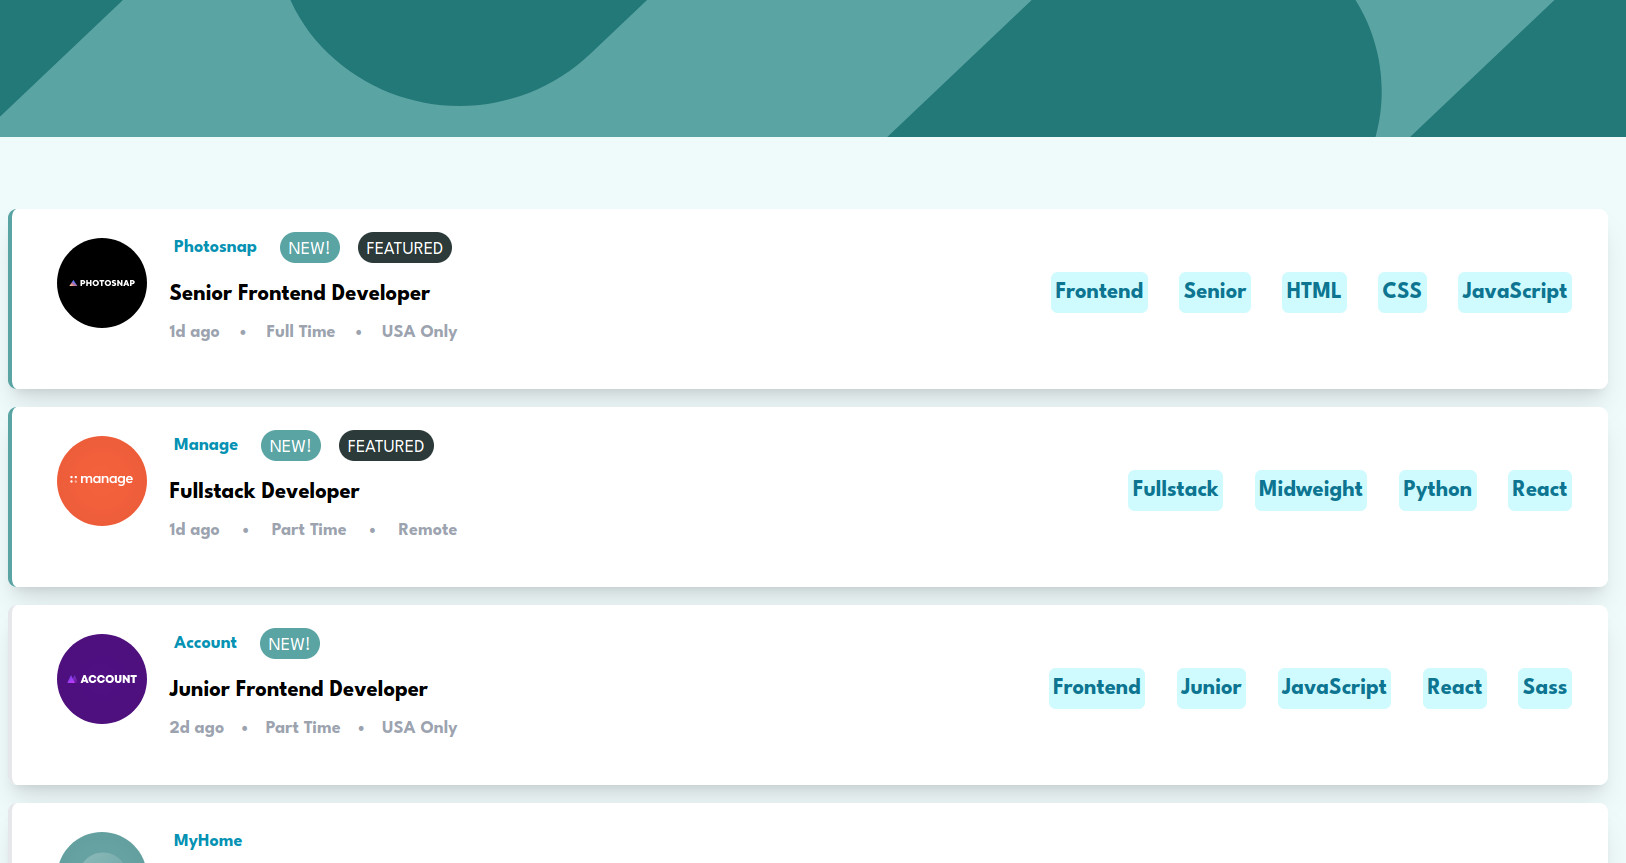 Photosnap NEW! FEATURED
PHOTOSNAP
Senior Frontend Developer
1d ago • Full Time • USA Only
Frontend Senior HTML CSS JavaScript
Manage NEW! FEATURED
:: manage
Fullstack Developer
1d ago • Part Time • Remote
Fullstack Midweight Python React
Account NEW!
ACCOUNT
Junior Frontend Developer
2d ago • Part Time • USA Only
Frontend Junior JavaScript React Sass
MyHome